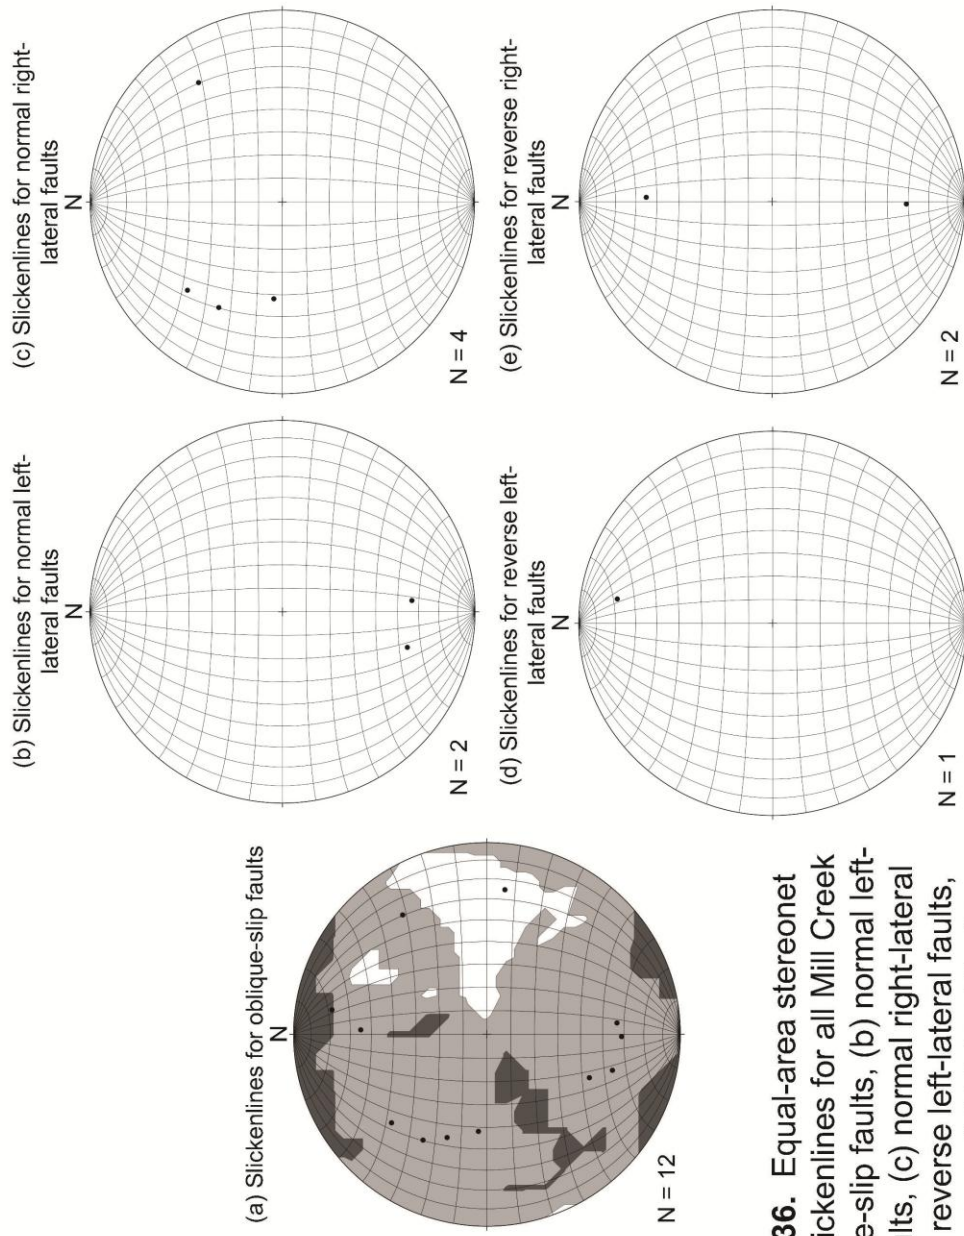 (a) Slickenlines for oblique-slip faults
N
N = 12
(b) Slickenlines for normal left-
lateral faults
N
N = 2
(c) Slickenlines for normal right-
lateral faults
N
N = 4
(d) Slickenlines for reverse left-
lateral faults
N
N = 1
(e) Slickenlines for reverse right-
lateral faults
N
N = 2
36. Equal-area stereonet
ickenlines for all Mill Creek
e-slip faults, (b) normal left-
lts, (c) normal right-lateral
reverse left-lateral faults,